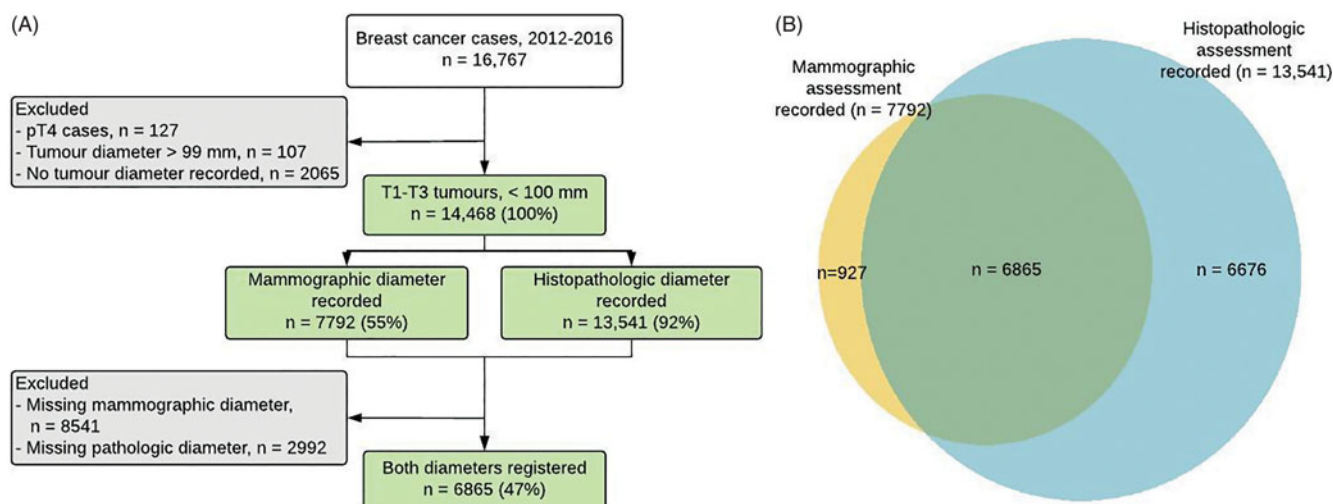 (A)
Breast cancer cases, 2012-2016
n = 16,767
Excluded
- pT4 cases, n = 127
- Tumour diameter > 99 mm, n = 107
- No tumour diameter recorded, n = 2065
T1-T3 tumours, < 100 mm
n = 14,468 (100%)
Mammographic diameter
recorded
n = 7792 (55%)
Histopathologic diameter
recorded
n = 13,541 (92%)
Excluded
- Missing mammographic diameter,
n = 8541
- Missing pathologic diameter, n = 2992
Both diameters registered
n = 6865 (47%)
(B)
Mammographic
assessment
recorded (n = 7792)
Histopathologic
assessment
recorded (n = 13,541)
n=927
n = 6865
n = 6676